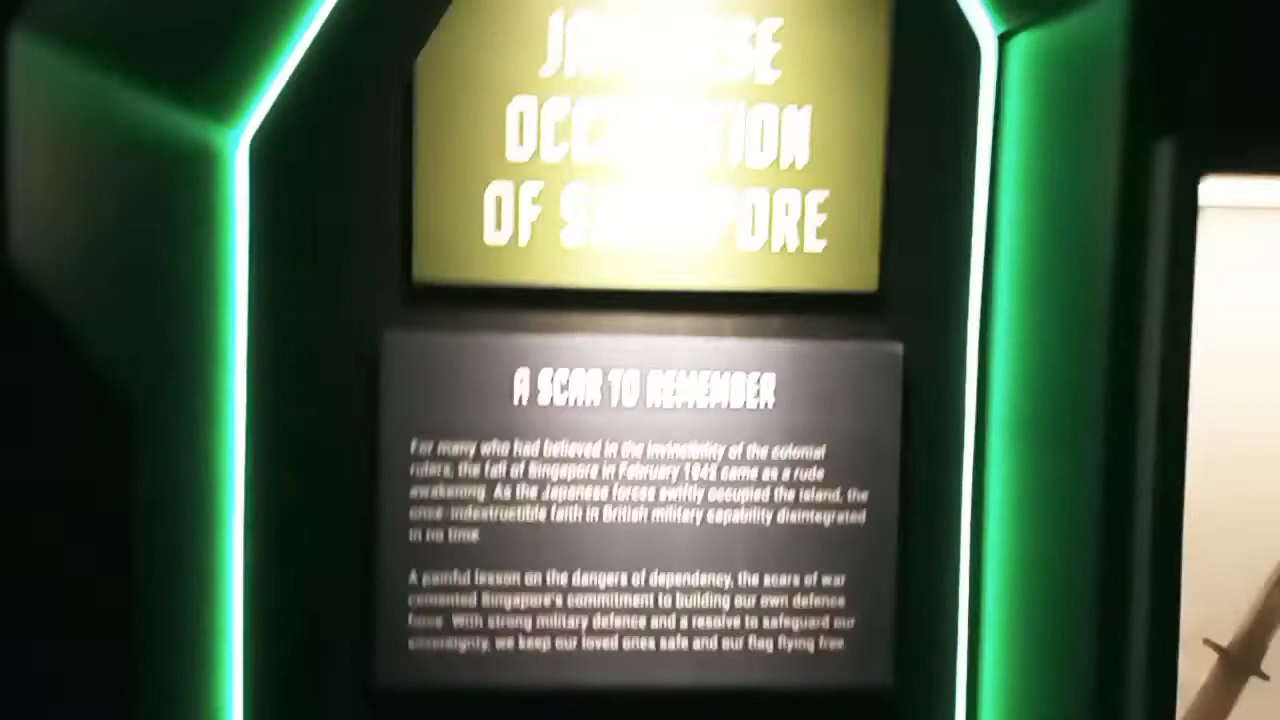 JAPANESE
OCCUPATION
OF SINGAPORE
A SCAR TO REMEMBER
For many who had believed in the invincibility of the colonial
rulers, the fall of Singapore in February 1942 came as a rude
awakening. As the Japanese forces swiftly occupied the island, the
once indestructible faith in British military capability disintegrated
in no time.
A painful lesson on the dangers of dependency, the scars of war
cemented Singapore's commitment to building our own defence
force. With strong military defence and a resolve to safeguard our
sovereignty, we keep our loved ones safe and our flag flying free.